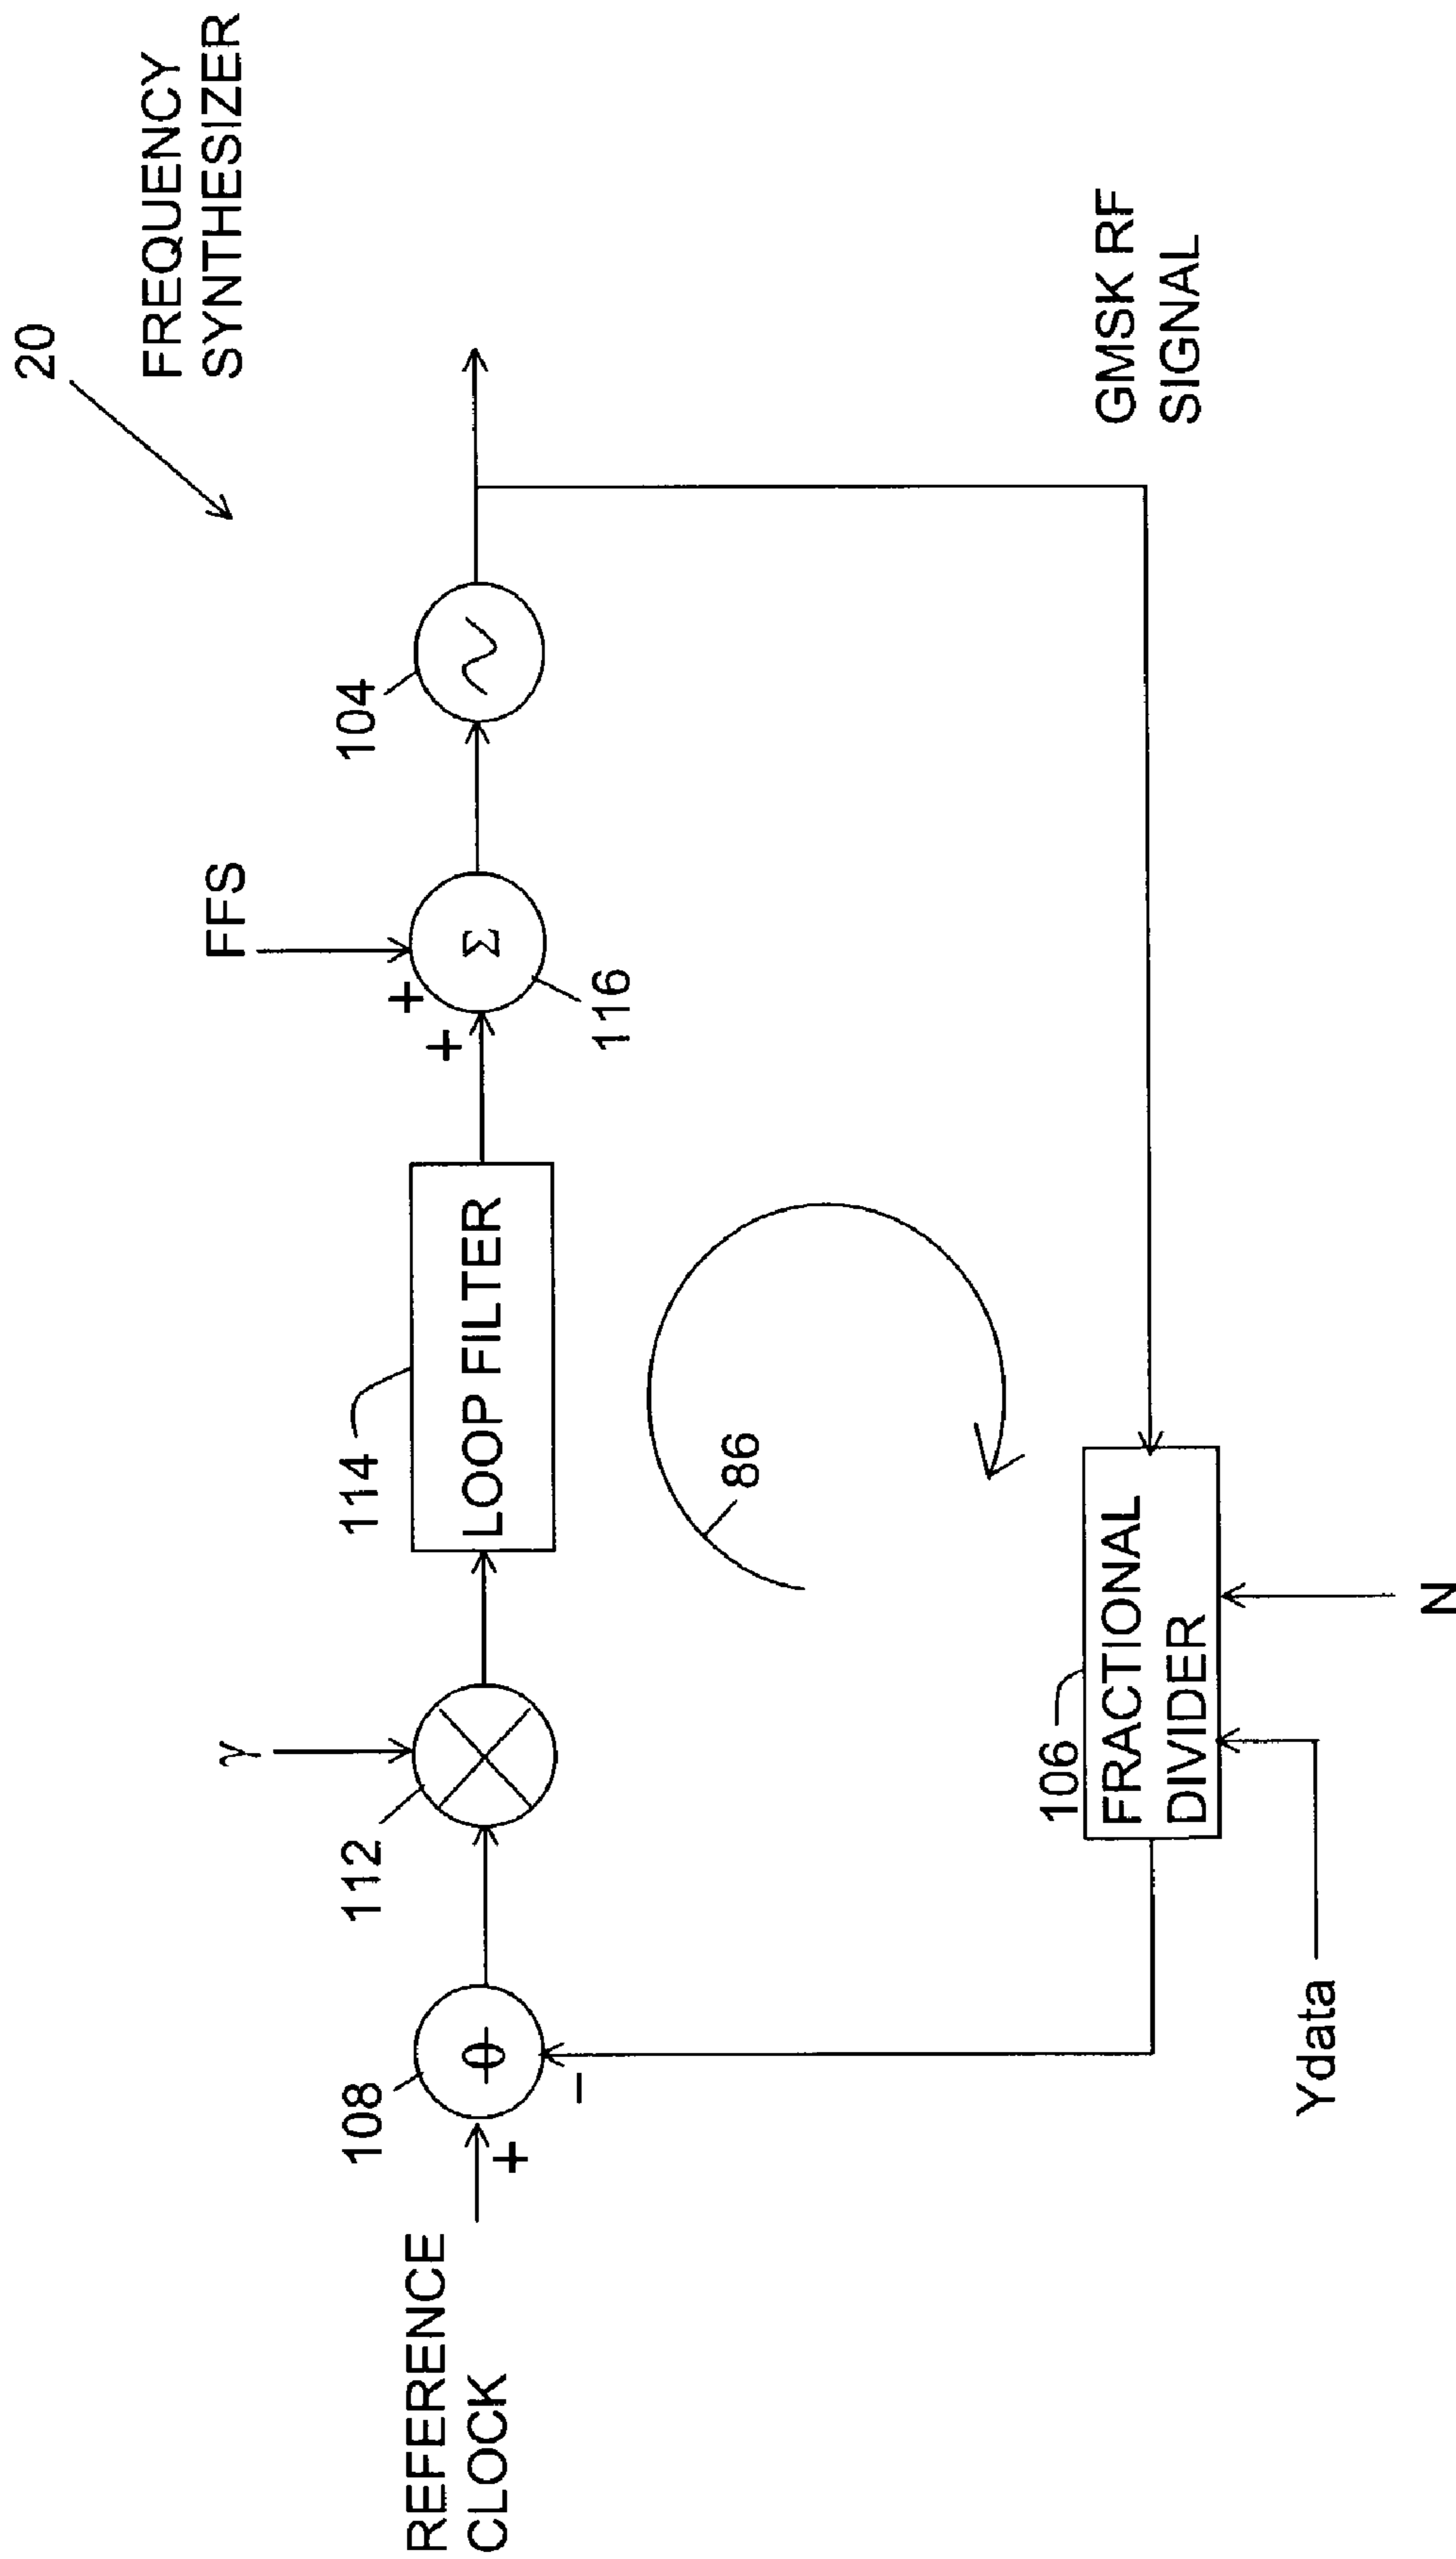 20
FREQUENCY
SYNTHESIZER
FFS
γ
104
114
112
108
+
+
REFERENCE
CLOCK
LOOP FILTER
Σ
ϕ
+
−
116
86
GMSK RF
SIGNAL
106
FRACTIONAL
DIVIDER
Ydata
N